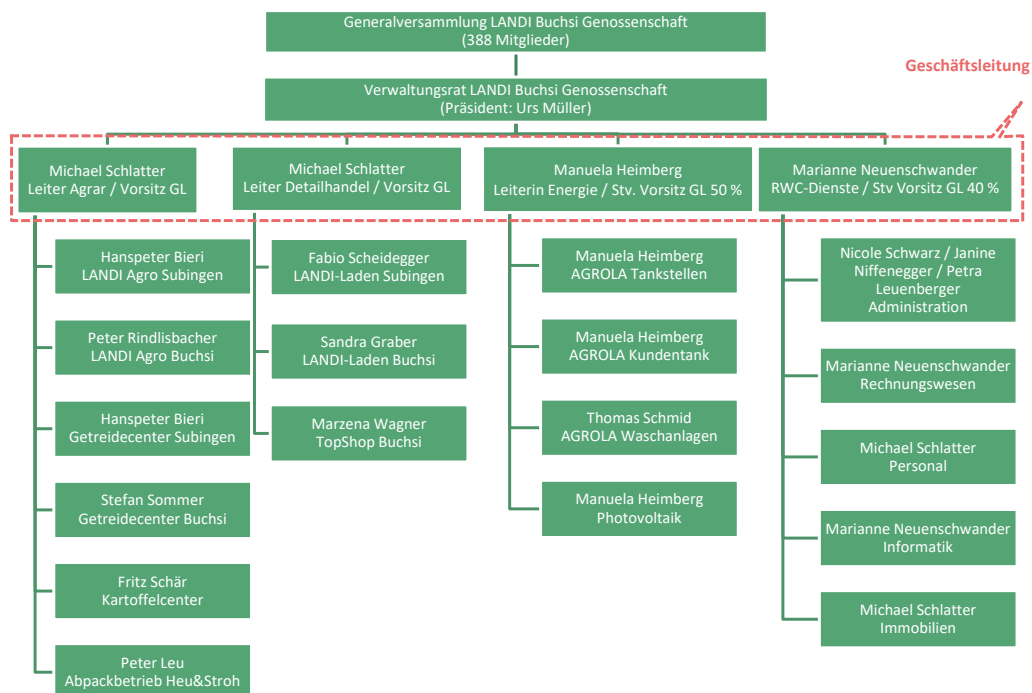 Generalversammlung LANDI Buchsi Genossenschaft
(388 Mitglieder)
Geschäftsleitung
Verwaltungsrat LANDI Buchsi Genossenschaft
(Präsident: Urs Müller)
Michael Schlatter
Leiter Agrar / Vorsitz GL
Michael Schlatter
Leiter Detailhandel / Vorsitz GL
Manuela Heimberg
Leiterin Energie / Stv. Vorsitz GL 50 %
Marianne Neuenschwander
RWC-Dienste / Stv Vorsitz GL 40 %
Hanspeter Bieri
LANDI Agro Subingen
Peter Rindlisbacher
LANDI Agro Buchsi
Hanspeter Bieri
Getreidecenter Subingen
Stefan Sommer
Getreidecenter Buchsi
Fritz Schär
Kartoffelcenter
Peter Leu
Abpackbetrieb Heu&Stroh
Fabio Scheidegger
LANDI-Laden Subingen
Sandra Graber
LANDI-Laden Buchsi
Marzena Wagner
TopShop Buchsi
Manuela Heimberg
AGROLA Tankstellen
Manuela Heimberg
AGROLA Kundentank
Thomas Schmid
AGROLA Waschanlagen
Manuela Heimberg
Photovoltaik
Nicole Schwarz / Janine
Niffenegger / Petra
Leuenberger
Administration
Marianne Neuenschwander
Rechnungswesen
Michael Schlatter
Personal
Marianne Neuenschwander
Informatik
Michael Schlatter
Immobilien